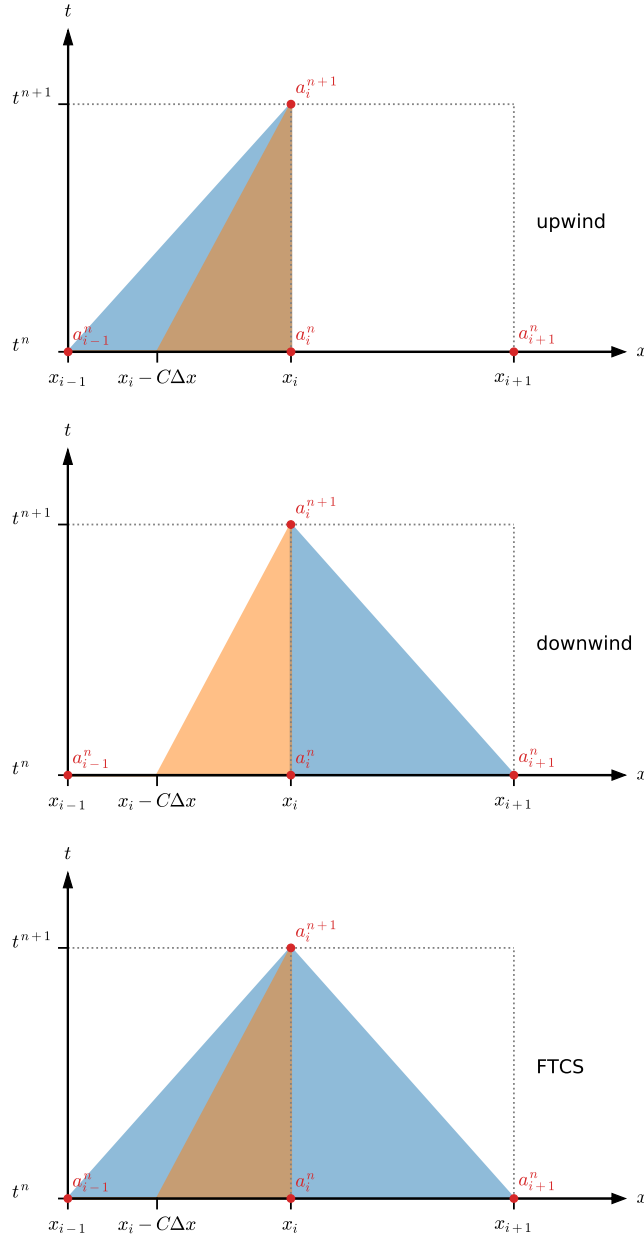 t
t^{n+1}
a_i^{n+1}
upwind
t^n
a_{i-1}^n
a_i^n
a_{i+1}^n
x
x_{i-1}
x_i − CΔx
x_i
x_{i+1}
t
t^{n+1}
a_i^{n+1}
downwind
t^n
a_{i-1}^n
a_i^n
a_{i+1}^n
x
x_{i-1}
x_i − CΔx
x_i
x_{i+1}
t
t^{n+1}
a_i^{n+1}
FTCS
t^n
a_{i-1}^n
a_i^n
a_{i+1}^n
x
x_{i-1}
x_i − CΔx
x_i
x_{i+1}